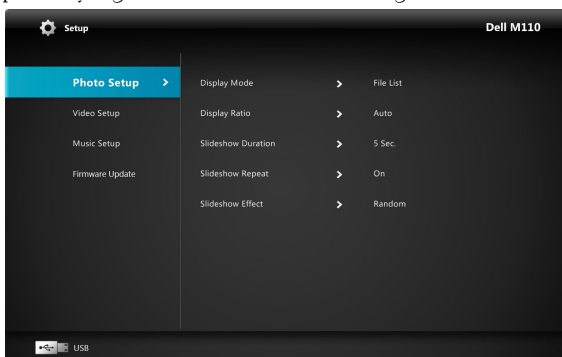 Setup
Dell M110
Photo Setup
Display Mode
File List
Video Setup
Display Ratio
Auto
Music Setup
Slideshow Duration
5 Sec.
Firmware Update
Slideshow Repeat
On
Slideshow Effect
Random
USB